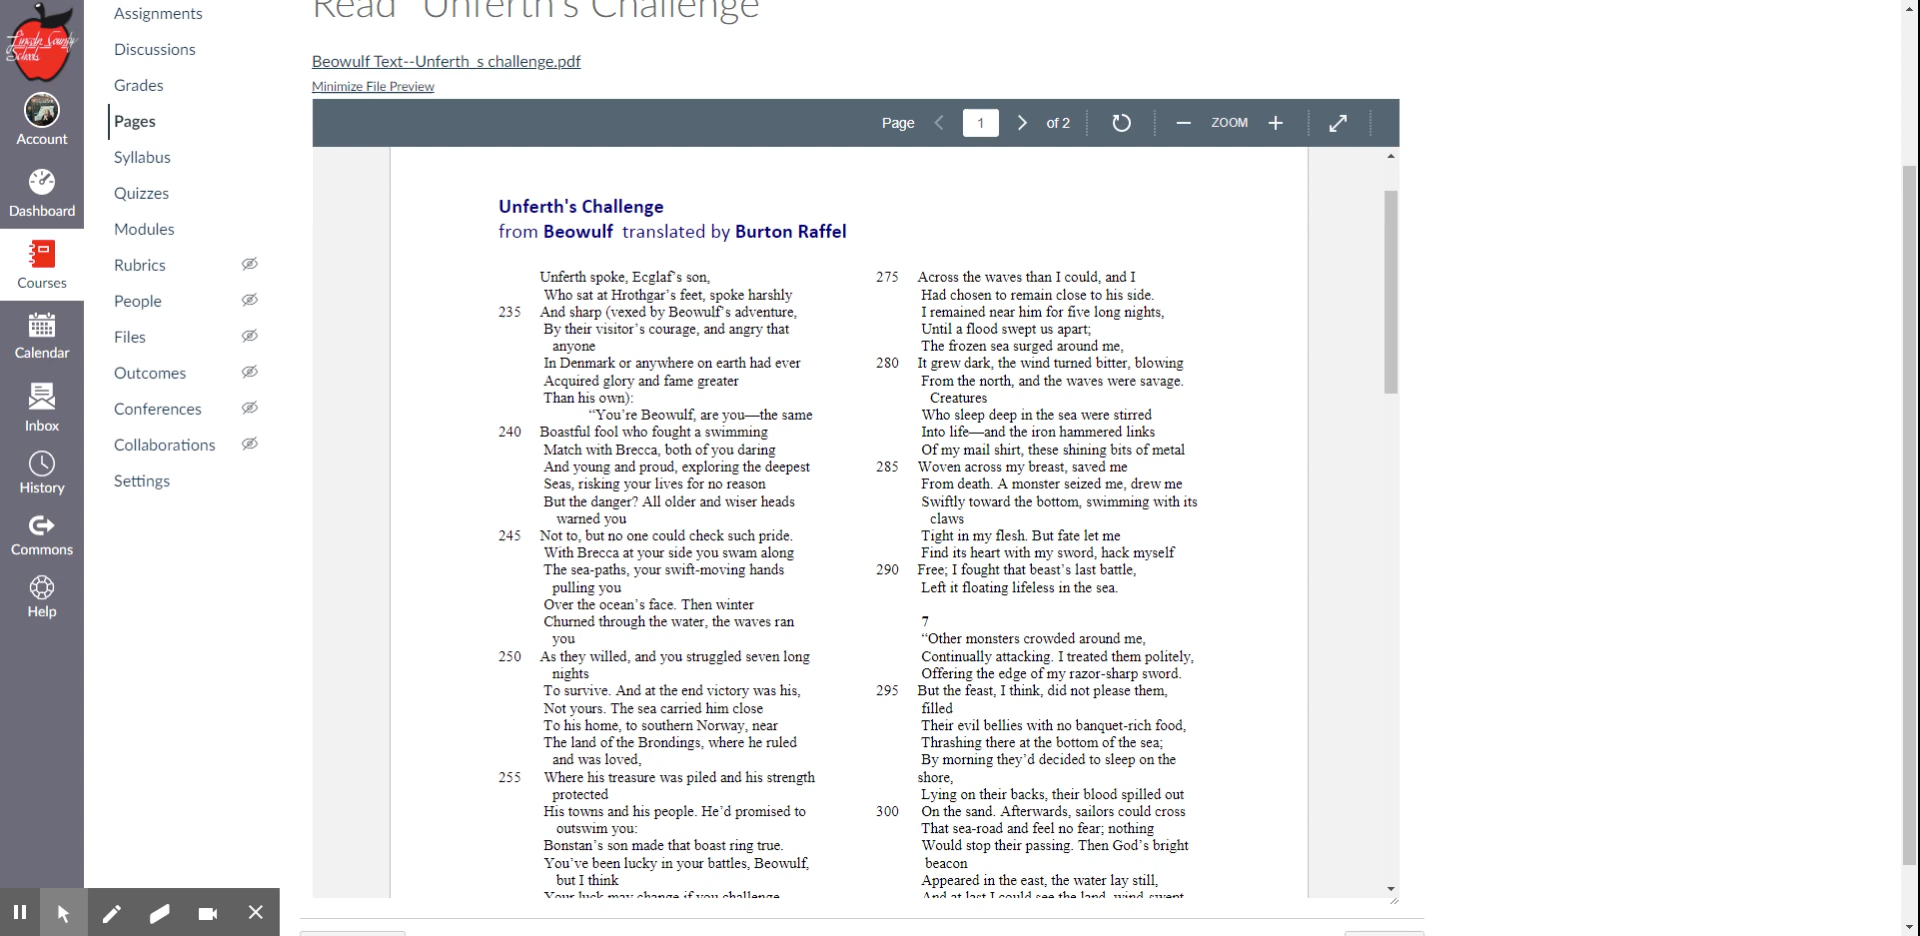 Read "Unferth's Challenge
Lincoln County
Schools
Account
Dashboard
Courses
Calendar
Inbox
History
Commons
Help
Assignments
Discussions
Grades
Pages
Syllabus
Quizzes
Modules
Rubrics
People
Files
Outcomes
Conferences
Collaborations
Settings
Beowulf Text--Unferth_s challenge.pdf
Minimize File Preview
Page 1 of 2 ZOOM
Unferth's Challenge
from Beowulf translated by Burton Raffel
Unferth spoke, Ecglaf's son,
Who sat at Hrothgar's feet, spoke harshly
235 And sharp (vexed by Beowulf's adventure,
By their visitor's courage, and angry that
anyone
In Denmark or anywhere on earth had ever
Acquired glory and fame greater
Than his own):
"You're Beowulf, are you—the same
240 Boastful fool who fought a swimming
Match with Brecca, both of you daring
And young and proud, exploring the deepest
Seas, risking your lives for no reason
But the danger? All older and wiser heads
warned you
245 Not to, but no one could check such pride.
With Brecca at your side you swam along
The sea-paths, your swift-moving hands
pulling you
Over the ocean's face. Then winter
Churned through the water, the waves ran
you
250 As they willed, and you struggled seven long
nights
To survive. And at the end victory was his,
Not yours. The sea carried him close
To his home, to southern Norway, near
The land of the Brondings, where he ruled
and was loved,
255 Where his treasure was piled and his strength
protected
His towns and his people. He'd promised to
outswim you:
Bonstan's son made that boast ring true.
You've been lucky in your battles, Beowulf,
but I think
Your luck may change if you challenge
275 Across the waves than I could, and I
Had chosen to remain close to his side.
I remained near him for five long nights,
Until a flood swept us apart;
The frozen sea surged around me,
280 It grew dark, the wind turned bitter, blowing
From the north, and the waves were savage.
Creatures
Who sleep deep in the sea were stirred
Into life—and the iron hammered links
Of my mail shirt, these shining bits of metal
285 Woven across my breast, saved me
From death. A monster seized me, drew me
Swiftly toward the bottom, swimming with its
claws
Tight in my flesh. But fate let me
Find its heart with my sword, hack myself
290 Free; I fought that beast's last battle,
Left it floating lifeless in the sea.
7
"Other monsters crowded around me,
Continually attacking. I treated them politely,
Offering the edge of my razor-sharp sword.
295 But the feast, I think, did not please them,
filled
Their evil bellies with no banquet-rich food,
Thrashing there at the bottom of the sea;
By morning they'd decided to sleep on the
shore,
Lying on their backs, their blood spilled out
300 On the sand. Afterwards, sailors could cross
That sea-road and feel no fear; nothing
Would stop their passing. Then God's bright
beacon
Appeared in the east, the water lay still,
And at last I could see the land, wind-swept